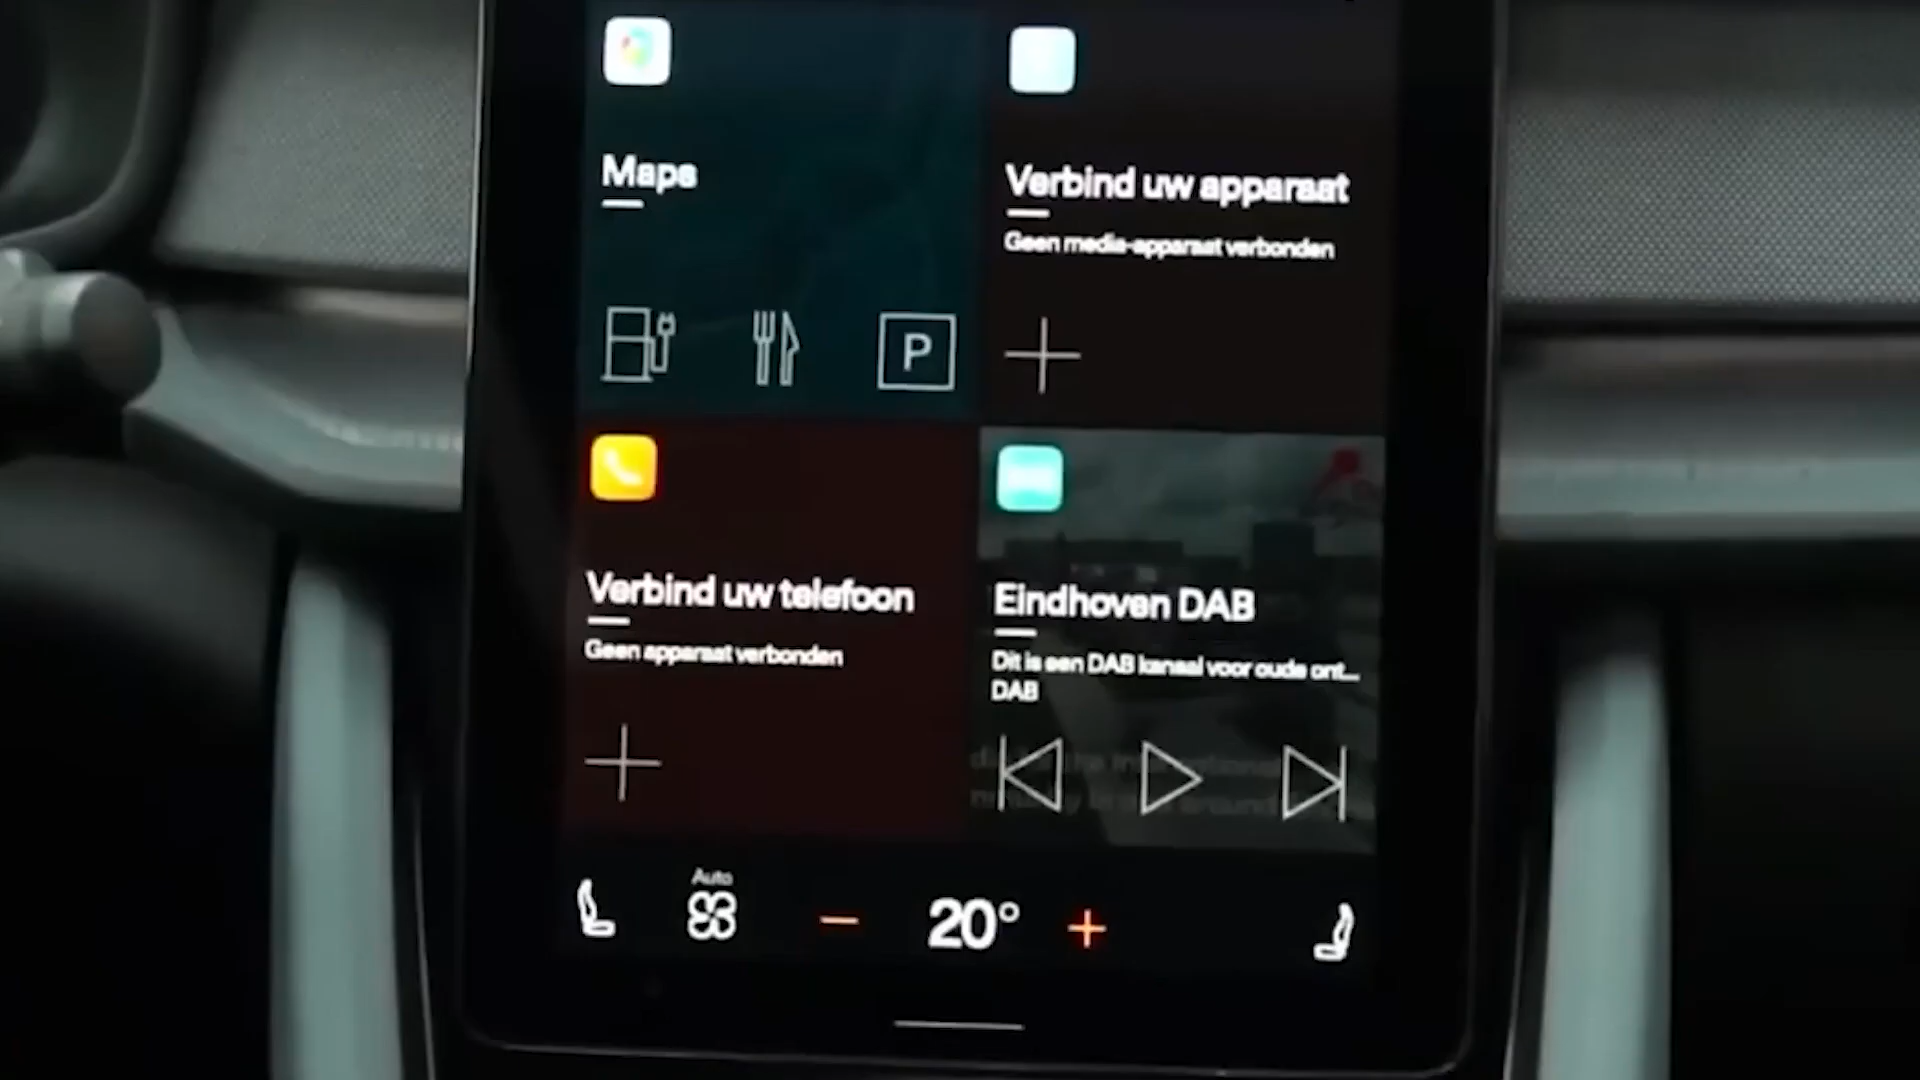 Maps
Verbind uw apparaat
Geen media-apparaat verbonden
P
Verbind uw telefoon
Geen apparaat verbonden
Eindhoven DAB
Dit is een DAB kanaal voor oude ont...
DAB
Auto
20°